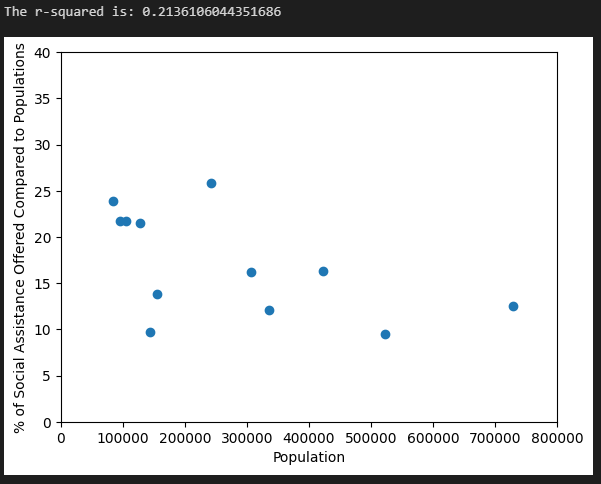 The r-squared is: 0.2136106044351686
% of Social Assistance Offered Compared to Populations
40
35
30
25
20
15
10
5
0
0 100000 200000 300000 400000 500000 600000 700000 800000
Population